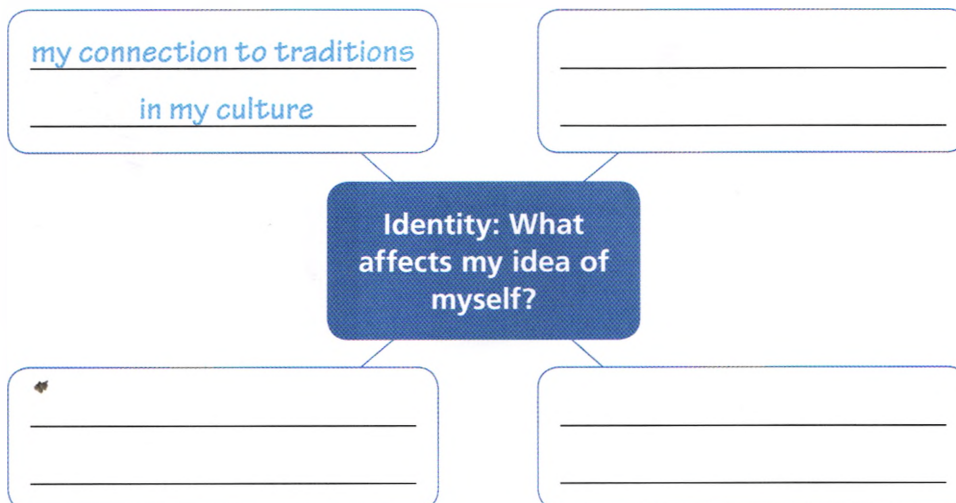 my connection to traditions
in my culture
Identity: What
affects my idea of
myself?